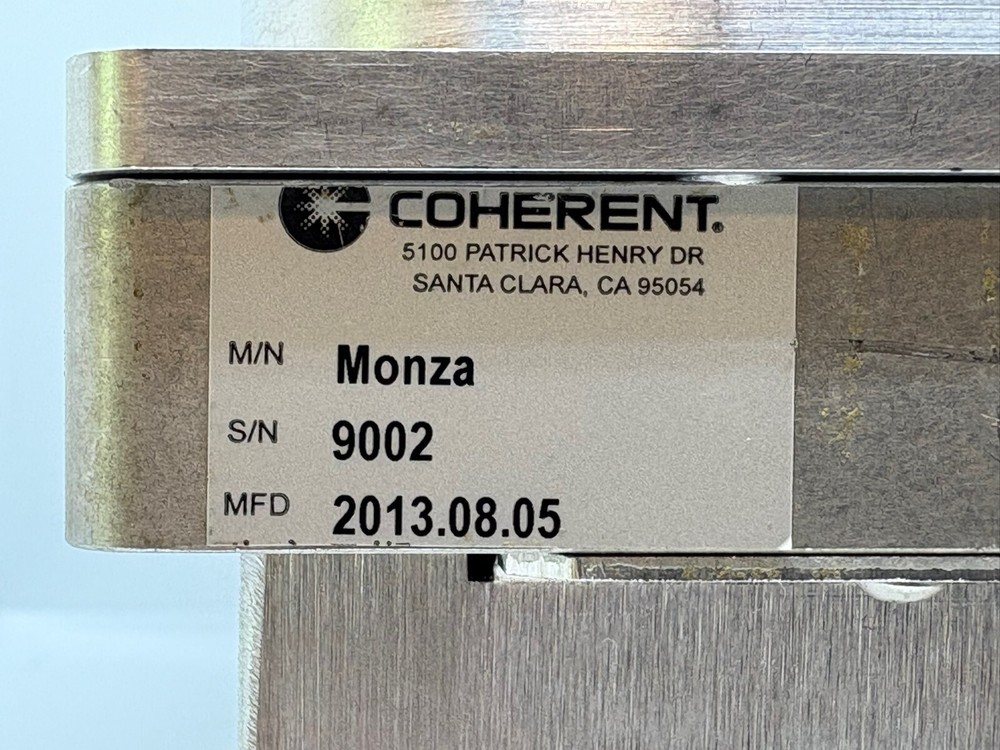 COHERENT®
5100 PATRICK HENRY DR
SANTA CLARA, CA 95054
M/N Monza
S/N 9002
MFD 2013.08.05